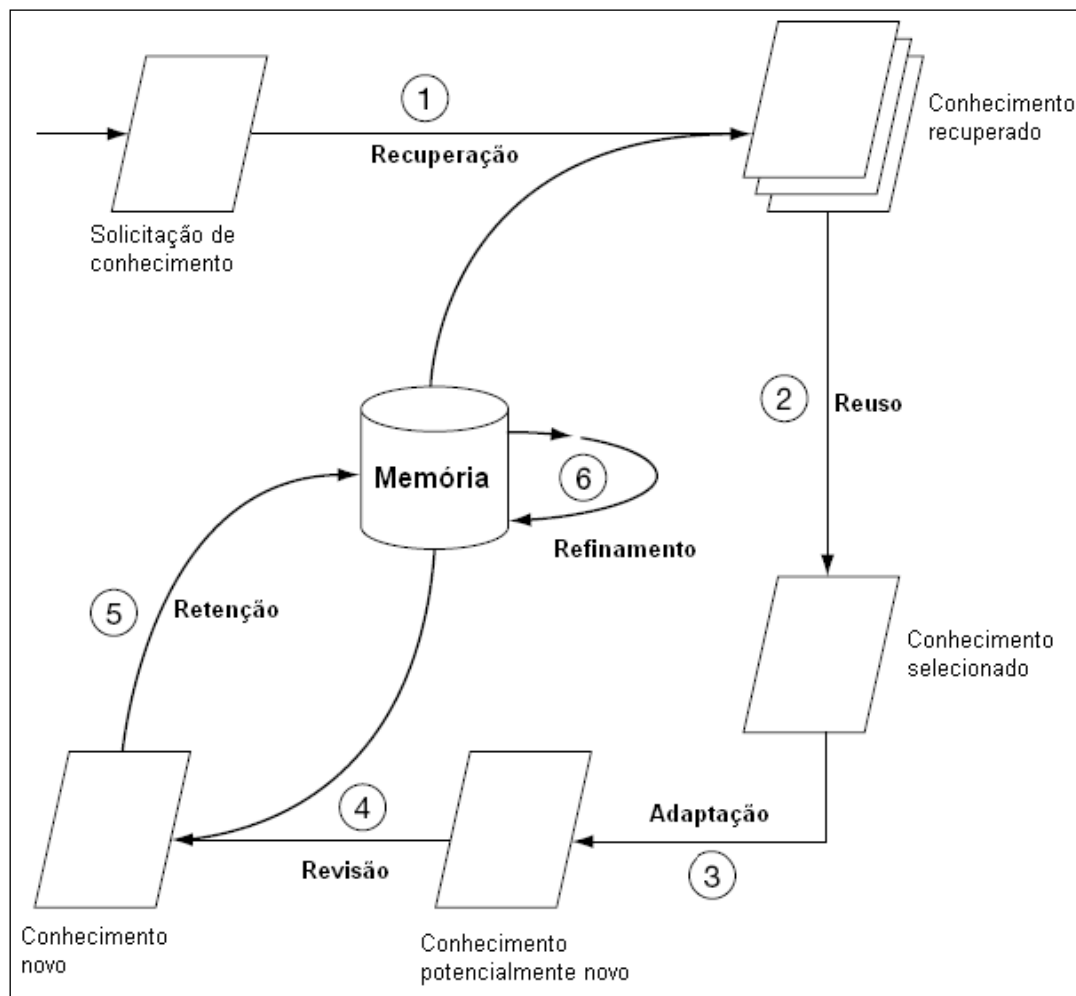 1
Recuperação
Conhecimento
recuperado
Solicitação de
conhecimento
2
Reuso
Memória
6
Refinamento
5
Retenção
Conhecimento
selecionado
4
Revisão
Adaptação
3
Conhecimento
novo
Conhecimento
potencialmente novo